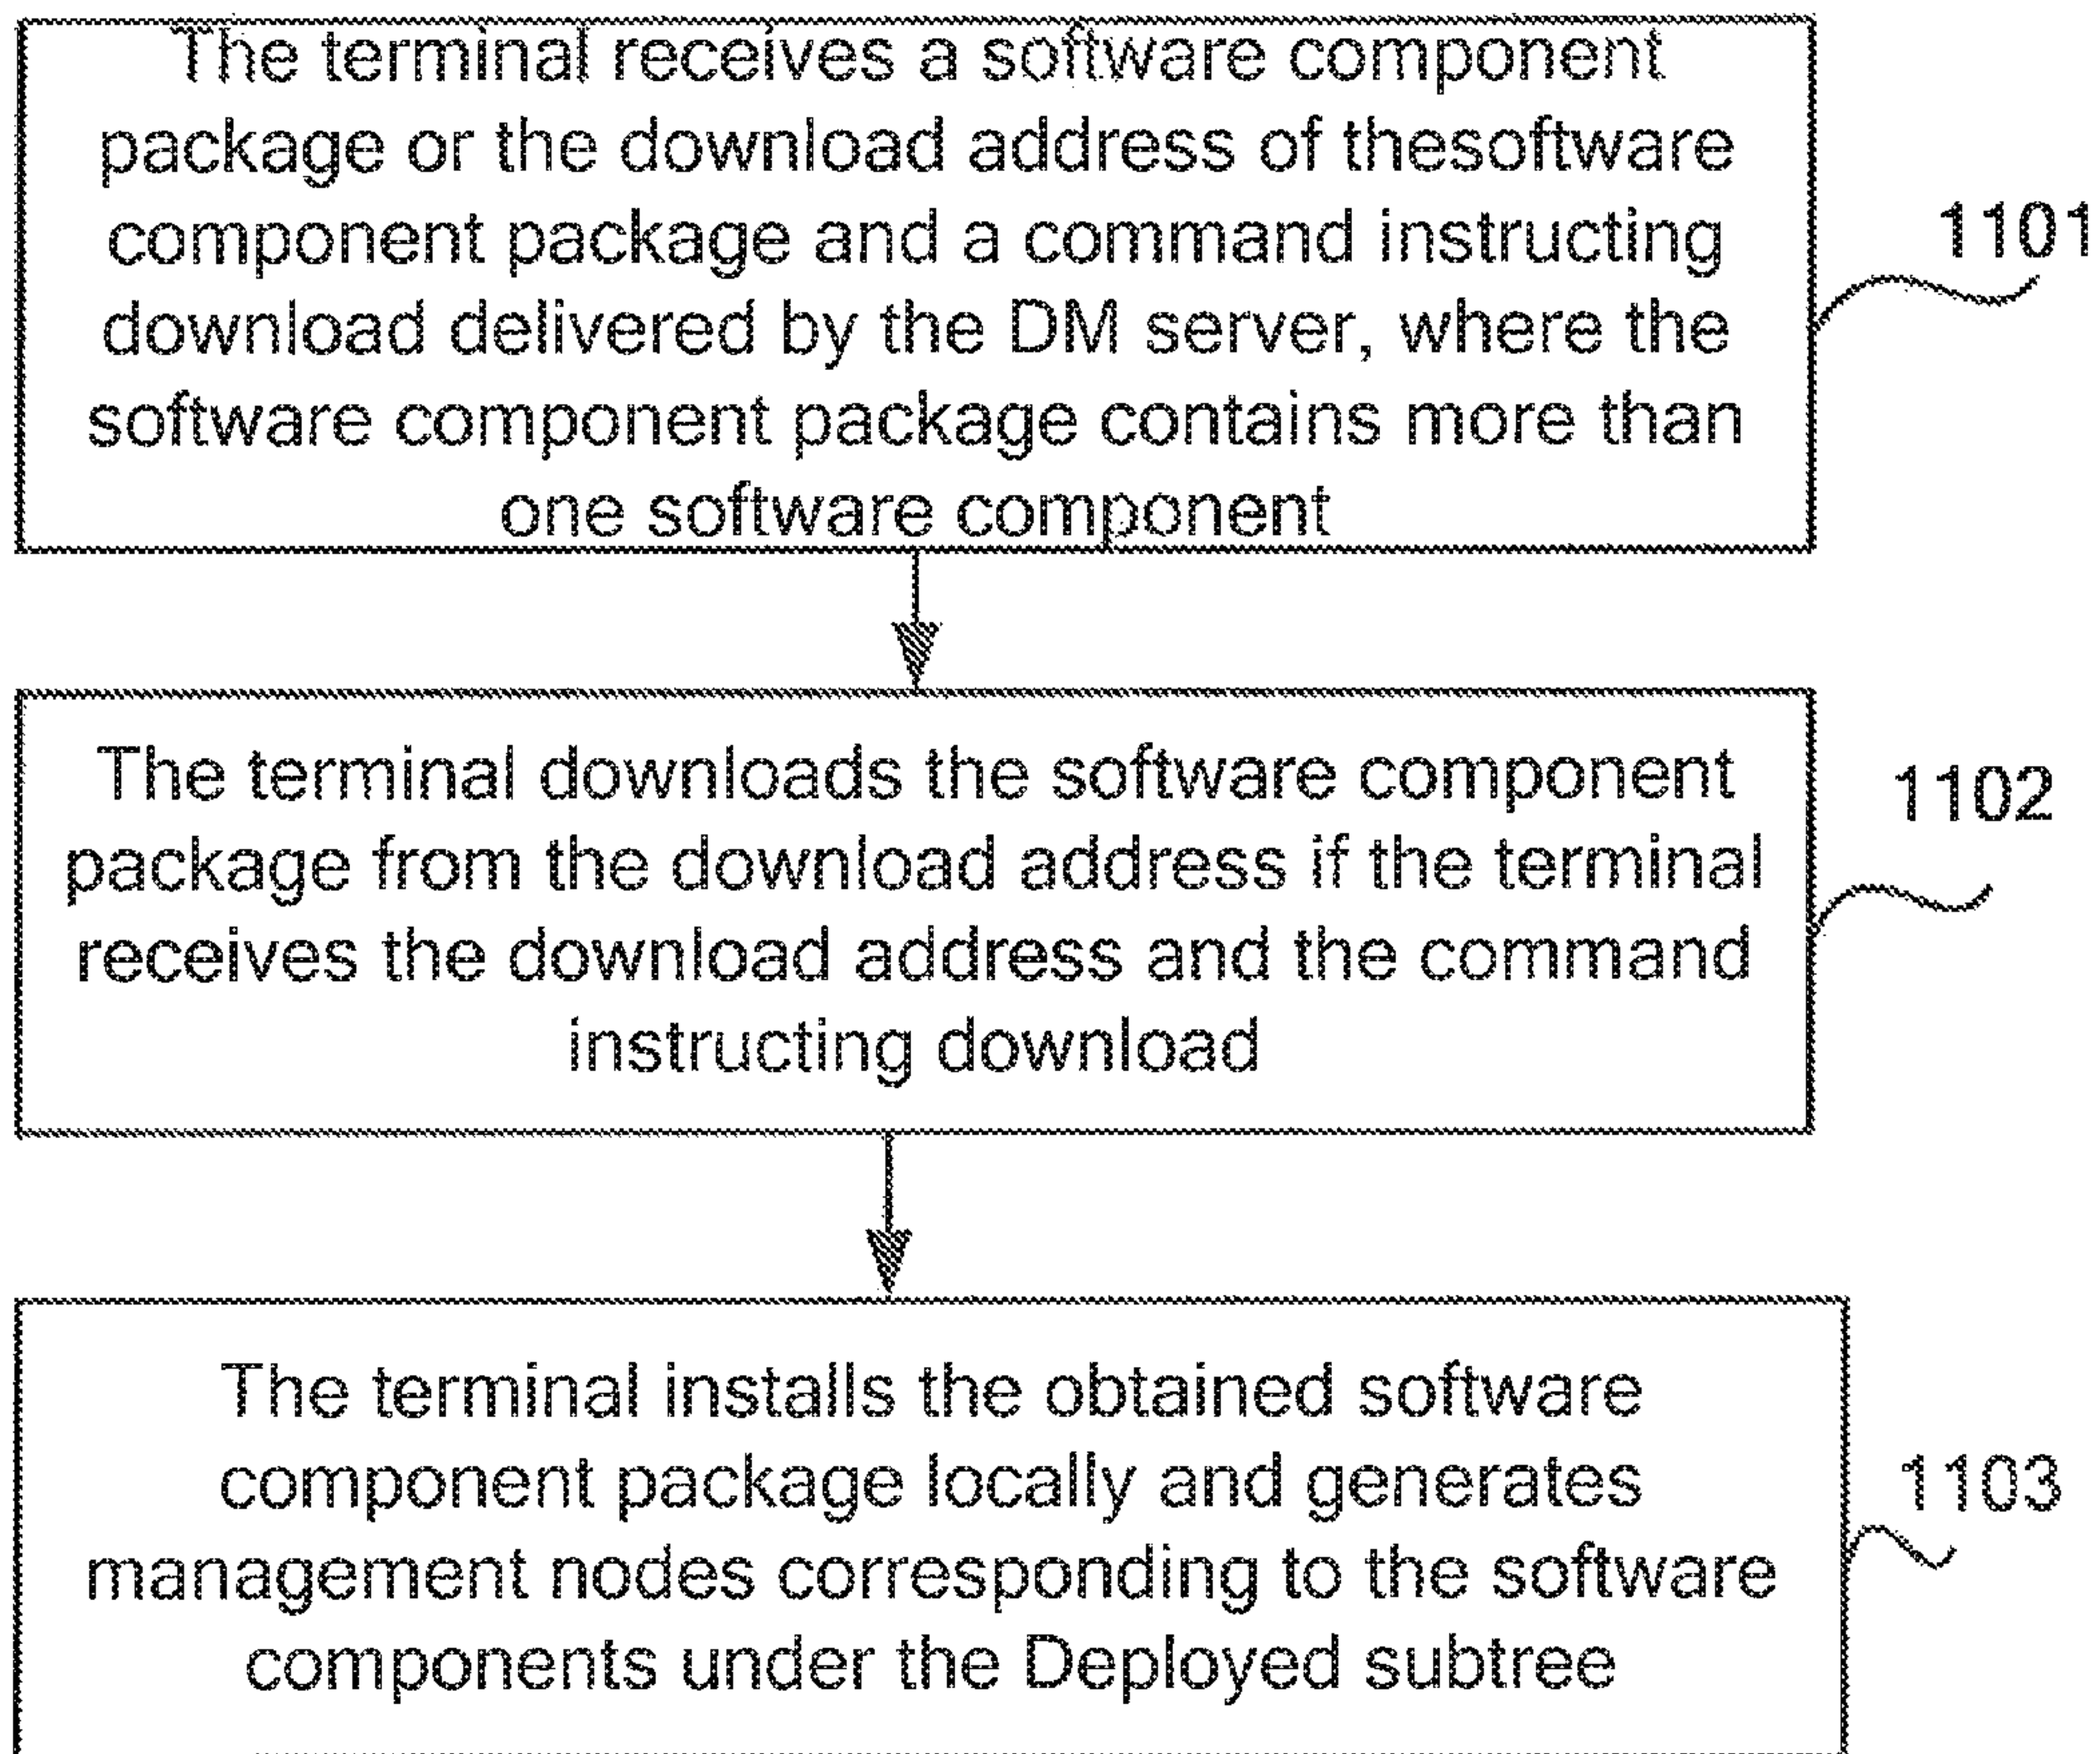 The terminal receives a software component
package or the download address of thesoftware
component package and a command instructing
download delivered by the DM server, where the
software component package contains more than
one software component
1101
The terminal downloads the software component
package from the download address if the terminal
receives the download address and the command
instructing download
1102
The terminal installs the obtained software
component package locally and generates
management nodes corresponding to the software
components under the Deployed subtree
1103